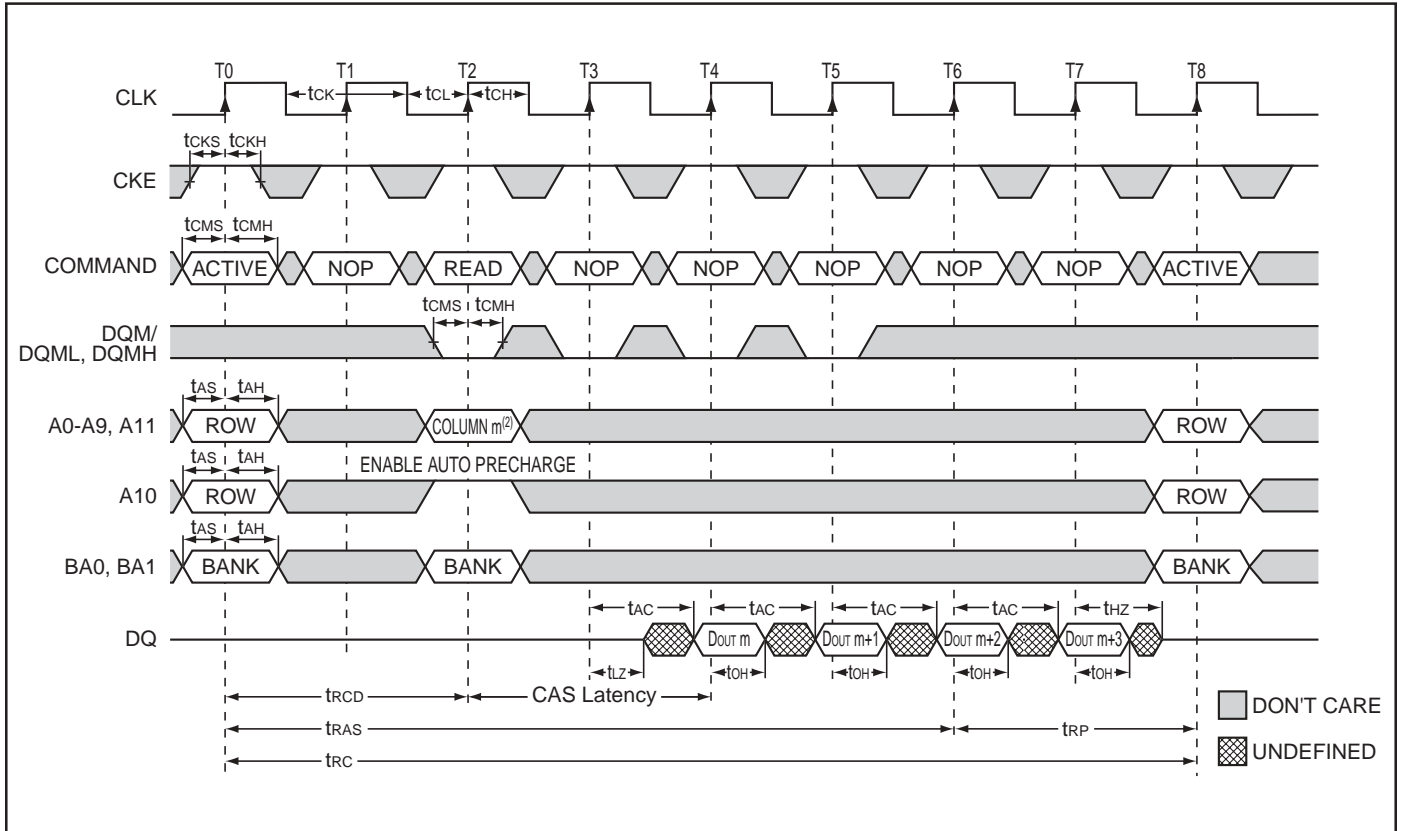 T0 T1 T2 T3 T4 T5 T6 T7 T8
CLK tCK tCL tCH
tCKS tCKH
CKE
tCMS tCMH
COMMAND ACTIVE NOP READ NOP NOP NOP NOP NOP ACTIVE
tCMS tCMH
DQM/
DQML, DQMH
tAS tAH
A0-A9, A11 ROW COLUMN m(2) ROW
tAS tAH ENABLE AUTO PRECHARGE
A10 ROW ROW
tAS tAH
BA0, BA1 BANK BANK BANK
tAC tAC tAC tAC tHZ
DQ DOUT m DOUT m+1 DOUT m+2 DOUT m+3
tLZ tOH tOH tOH tOH
tRCD CAS Latency
DON'T CARE
tRAS tRP
UNDEFINED
tRC